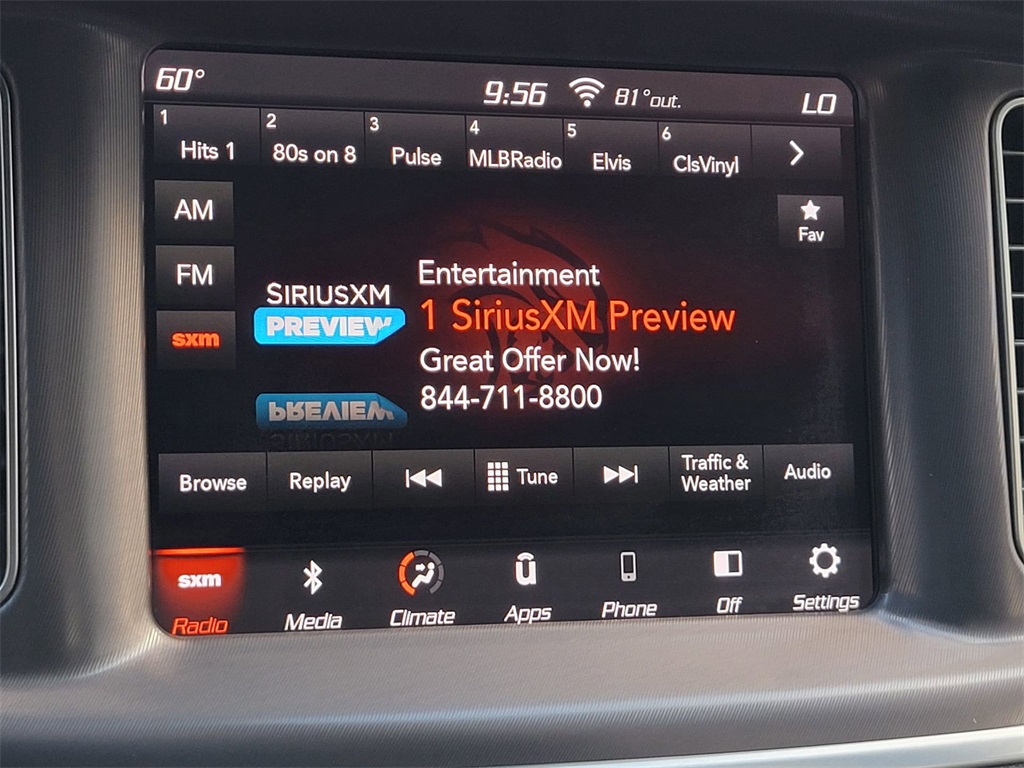 60°
9:56
81°out.
LO
1
Hits 1
2
80s on 8
3
Pulse
4
MLBRadio
5
Elvis
6
ClsVinyl
AM
FM
sxm
Fav
SIRIUSXM
PREVIEW
Entertainment
1 SiriusXM Preview
Great Offer Now!
844-711-8800
PREVIEW
SIRIUSXM
Browse
Replay
Tune
Traffic &
Weather
Audio
sxm
Radio
Media
Climate
u
Apps
Phone
Off
Settings